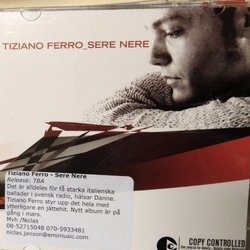 TIZIANO FERRO_SERE NERE
Tiziano Ferro - Sere Nere
Release: TBA
Det är alldeles för få starka italienska
ballader i svensk radio, hälsar Danne.
Tiziano Ferro styr upp det hela med
ytterligare en jättehit. Nytt album är på
gång i mars.
Mvh /Niclas
08-52715048 070-5933481
niclas.janson@emimusic.com
COPY CONTROLLED